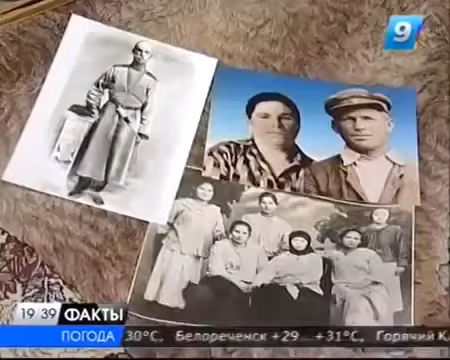 9
19 39 ФАКТЫ
ПОГОДА 30°C, Белореченск +29 ... +31°C, Горячий К